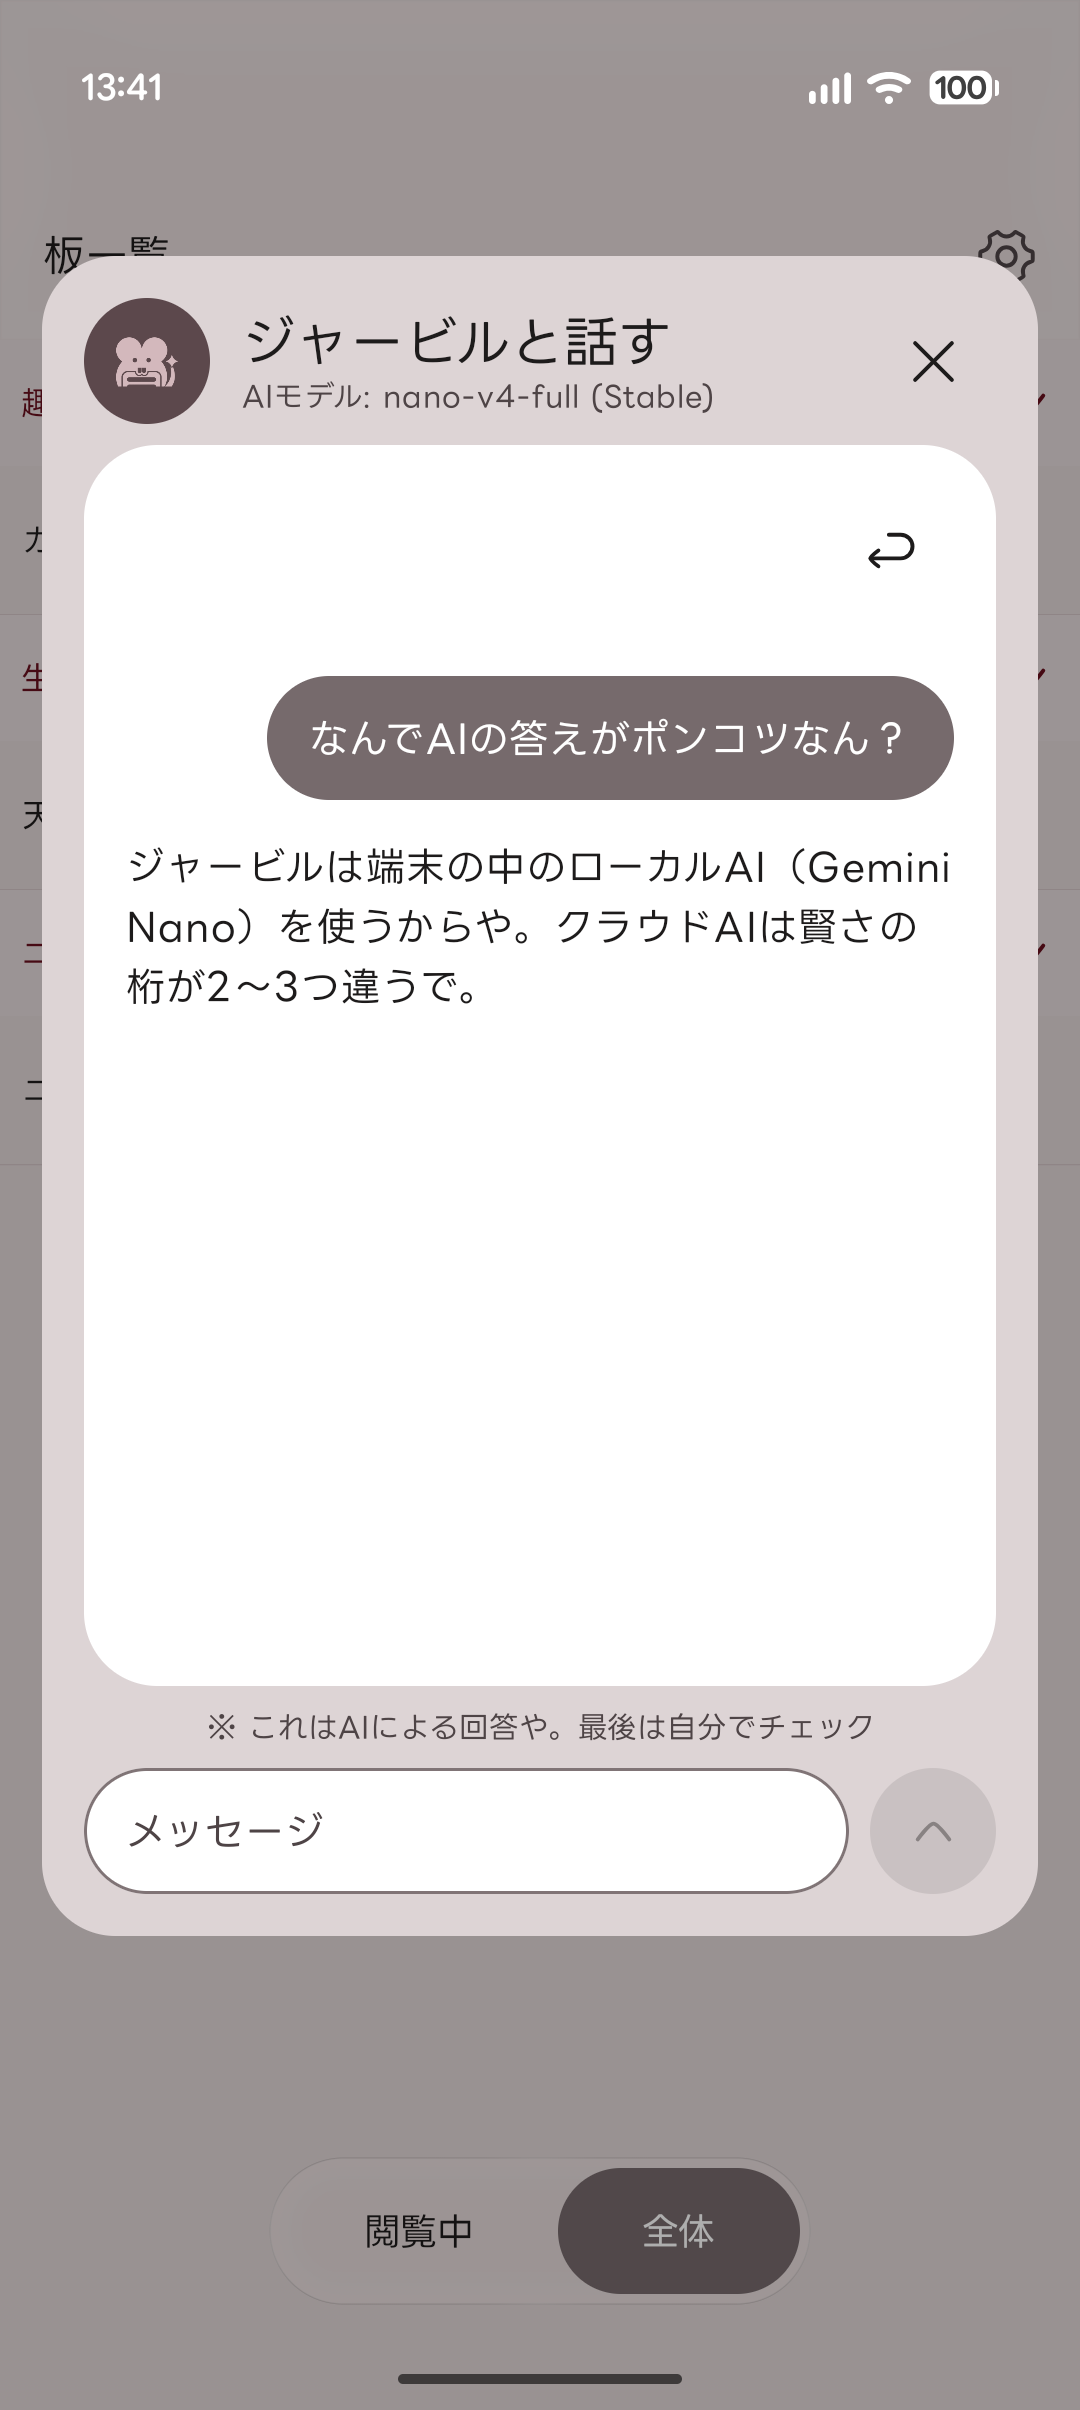 13:41
100
板一覧
ジャービルと話す
AIモデル: nano-v4-full (Stable)
なんでAIの答えがポンコツなん？
ジャービルは端末の中のローカルAI（Gemini
Nano）を使うからや。クラウドAIは賢さの
桁が2〜3つ違うで。
※ これはAIによる回答や。最後は自分でチェック
メッセージ
閲覧中
全体